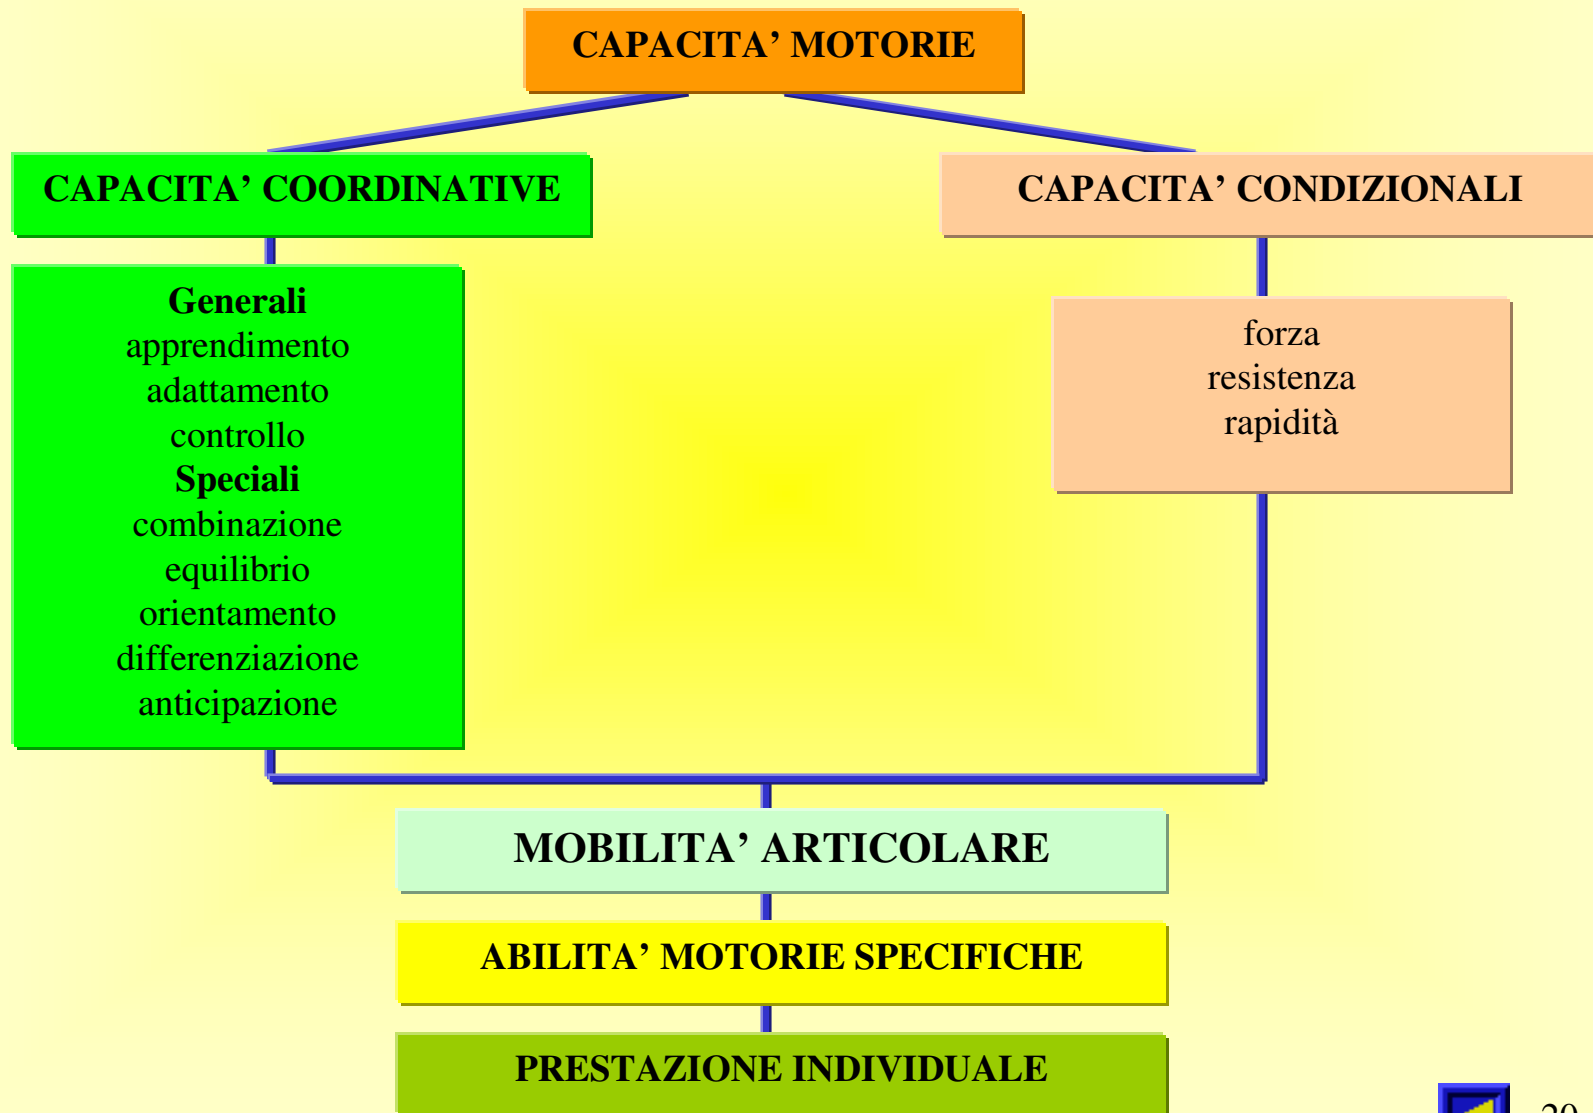 CAPACITA’ MOTORIE
CAPACITA’ COORDINATIVE
CAPACITA’ CONDIZIONALI
Generali
apprendimento
adattamento
controllo
Speciali
combinazione
equilibrio
orientamento
differenziazione
anticipazione
forza
resistenza
rapidità
MOBILITA’ ARTICOLARE
ABILITA’ MOTORIE SPECIFICHE
PRESTAZIONE INDIVIDUALE